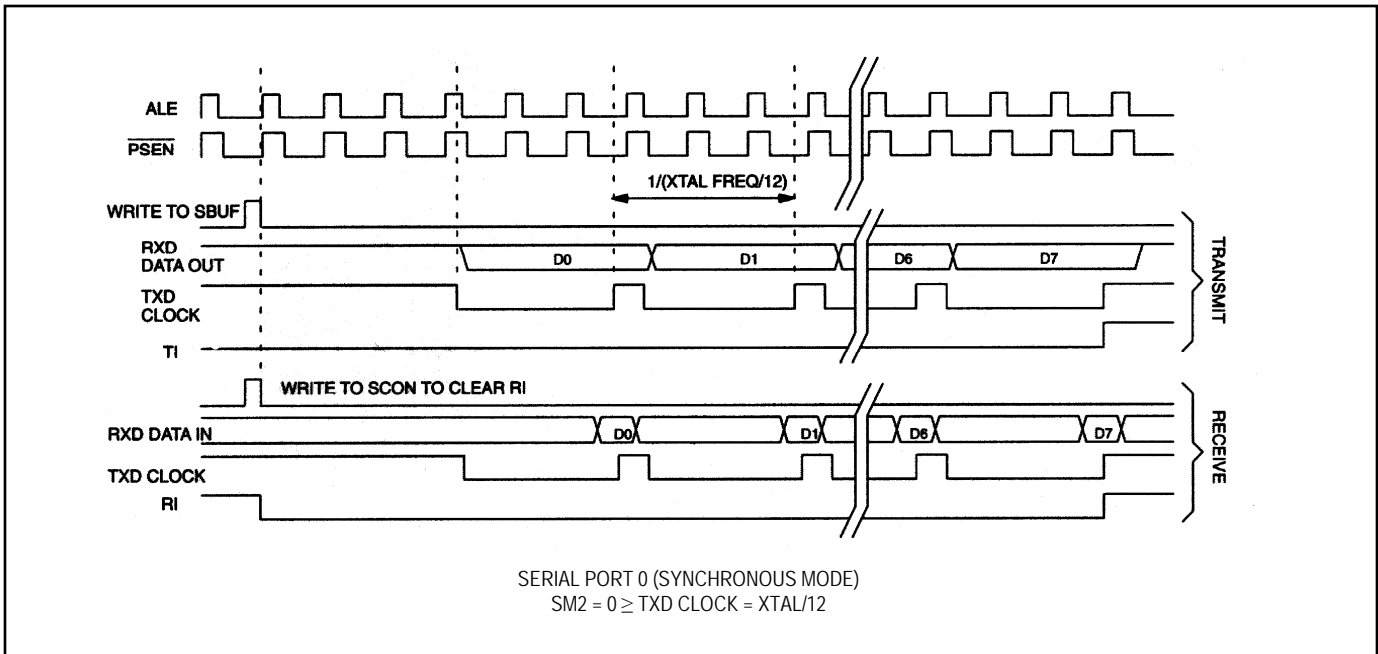 ALE
PSEN
1/(XTAL FREQ/12)
WRITE TO SBUF
RXD
DATA OUT
D0
D1
D6
D7
TXD
CLOCK
TI
TRANSMIT
WRITE TO SCON TO CLEAR RI
RXD DATA IN
D0
D1
D6
D7
TXD CLOCK
RI
RECEIVE
SERIAL PORT 0 (SYNCHRONOUS MODE)
SM2 = 0 ≥ TXD CLOCK = XTAL/12